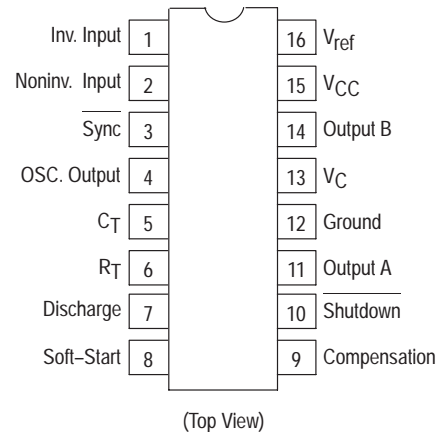 Inv. Input 1 16 Vref
Noninv. Input 2 15 VCC
Sync 3 14 Output B
OSC. Output 4 13 VC
CT 5 12 Ground
RT 6 11 Output A
Discharge 7 10 Shutdown
Soft–Start 8 9 Compensation
(Top View)